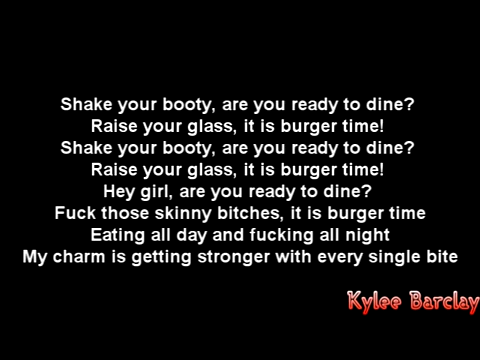 Shake your booty, are you ready to dine?
Raise your glass, it is burger time!
Shake your booty, are you ready to dine?
Raise your glass, it is burger time!
Hey girl, are you ready to dine?
Fuck those skinny bitches, it is burger time
Eating all day and fucking all night
My charm is getting stronger with every single bite
Kylee Barclay